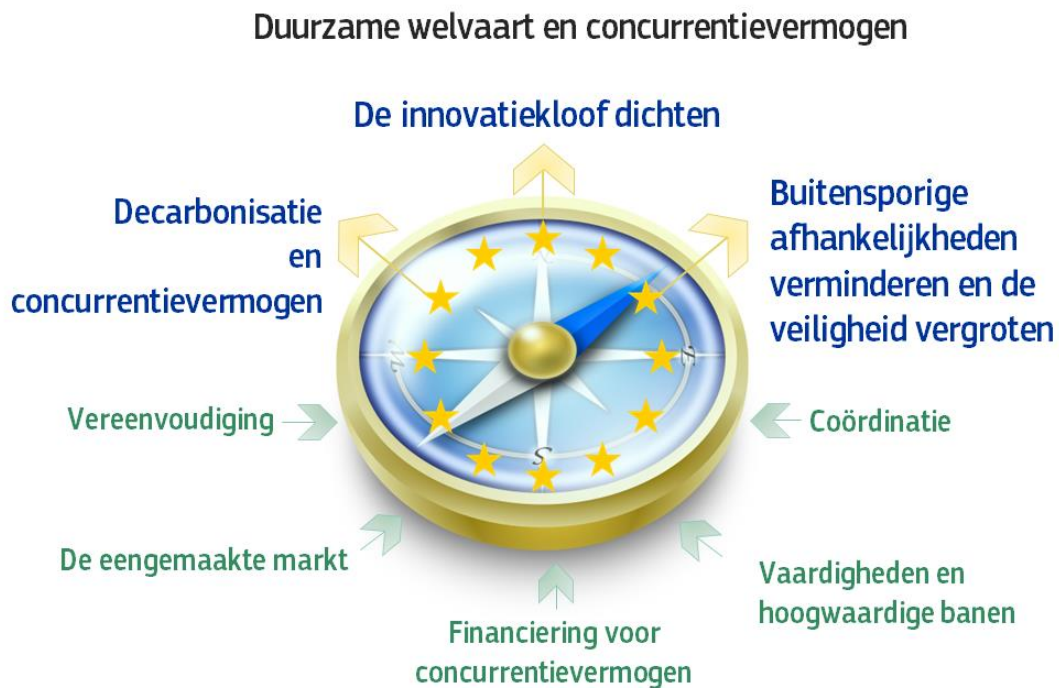 Duurzame welvaart en concurrentievermogen
De innovatiekloof dichten
Decarbonisatie
en
concurrentievermogen
Buitensporige
afhankelijkheden
verminderen en de
veiligheid vergroten
E
S
Vereenvoudiging
Coördinatie
De eengemaakte markt
Vaardigheden en
hoogwaardige banen
Financiering voor
concurrentievermogen